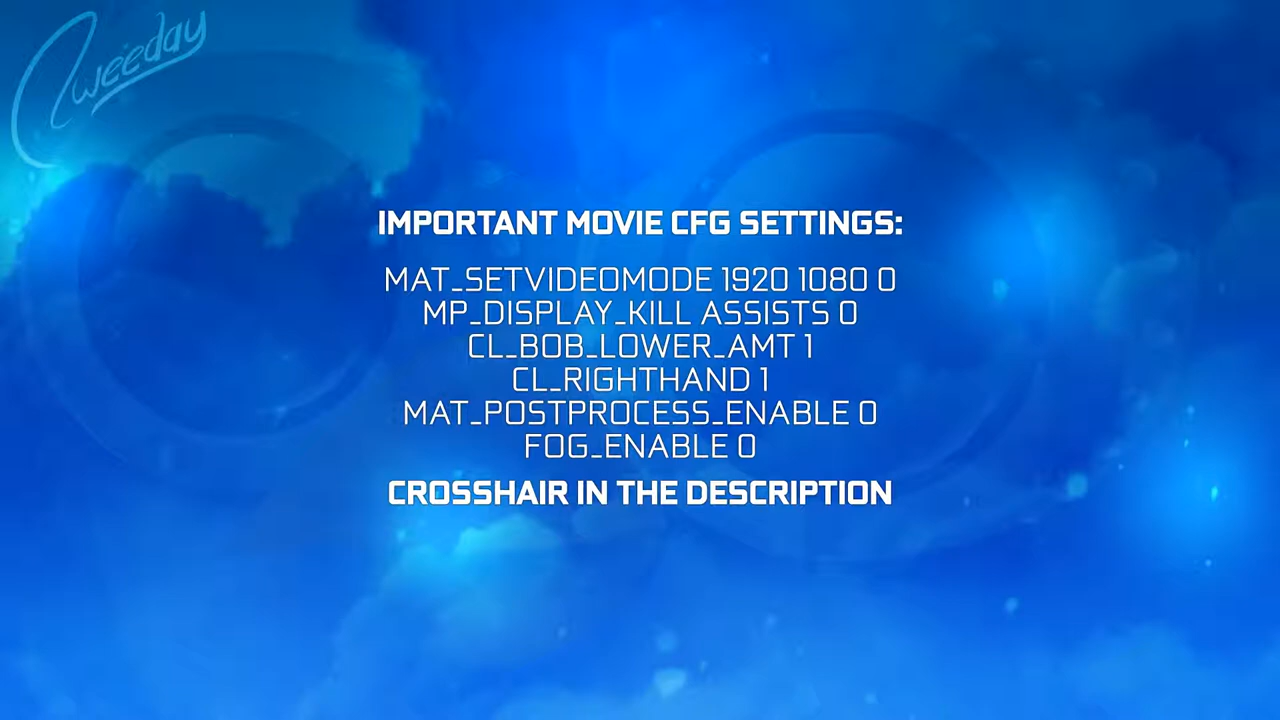 Qweeday
IMPORTANT MOVIE CFG SETTINGS:
MAT_SETVIDEOMODE 1920 1080 0
MP_DISPLAY_KILL ASSISTS 0
CL_BOB_LOWER_AMT 1
CL_RIGHTHAND 1
MAT_POSTPROCESS_ENABLE 0
FOG_ENABLE 0
CROSSHAIR IN THE DESCRIPTION